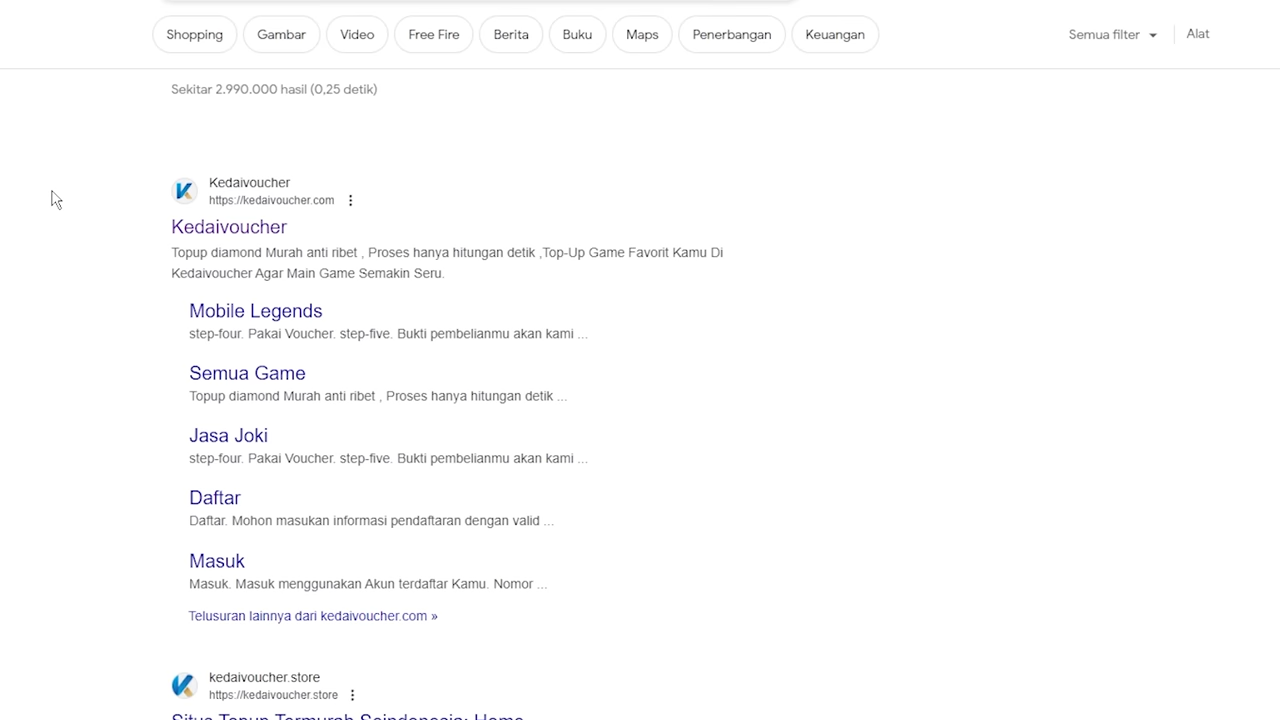 Shopping Gambar Video Free Fire Berita Buku Maps Penerbangan Keuangan Semua filter Alat
Sekitar 2.990.000 hasil (0,25 detik)
Kedaivoucher
https://kedaivoucher.com
Kedaivoucher
Topup diamond Murah anti ribet , Proses hanya hitungan detik ,Top-Up Game Favorit Kamu Di
Kedaivoucher Agar Main Game Semakin Seru.
Mobile Legends
step-four. Pakai Voucher. step-five. Bukti pembelianmu akan kami ...
Semua Game
Topup diamond Murah anti ribet , Proses hanya hitungan detik ...
Jasa Joki
step-four. Pakai Voucher. step-five. Bukti pembelianmu akan kami ...
Daftar
Daftar. Mohon masukan informasi pendaftaran dengan valid ...
Masuk
Masuk. Masuk menggunakan Akun terdaftar Kamu. Nomor ...
Telusuran lainnya dari kedaivoucher.com »
kedaivoucher.store
https://kedaivoucher.store
Situs Topup Termurah Seindonesia: Home